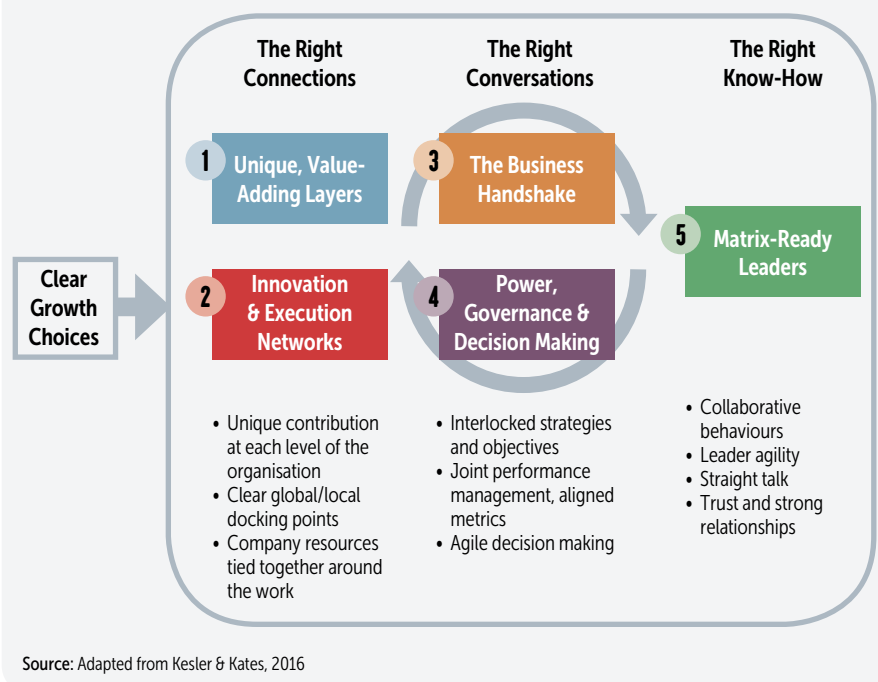 The Right
Connections
The Right
Conversations
The Right
Know-How
Clear
Growth
Choices
1
Unique, Value-
Adding Layers
2
Innovation
& Execution
Networks
3
The Business
Handshake
4
Power,
Governance &
Decision Making
5
Matrix-Ready
Leaders
• Unique contribution
at each level of the
organisation
• Clear global/local
docking points
• Company resources
tied together around
the work
• Interlocked strategies
and objectives
• Joint performance
management, aligned
metrics
• Agile decision making
• Collaborative
behaviours
• Leader agility
• Straight talk
• Trust and strong
relationships
Source: Adapted from Kesler & Kates, 2016